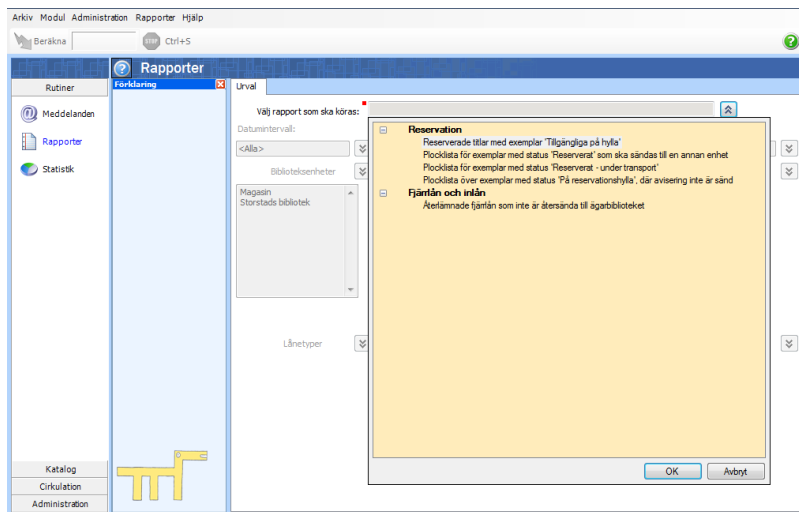 Arkiv Modul Administration Rapporter Hjälp
Beräkna STOP Ctrl+S
Rapporter
Rutiner
Förklaring
Urval
Meddelanden
Rapporter
Statistik
Välj rapport som ska köras:
Datumintervall:
<Alla>
Biblioteksenheter
Magasin
Storstads bibliotek
Lånetyper
Reservation
Reserverade titlar med exemplar 'Tillgängliga på hylla'
Plocklista för exemplar med status 'Reserverat' som ska sändas till en annan enhet
Plocklista för exemplar med status 'Reserverat - under transport'
Plocklista över exemplar med status 'På reservationshylla', där avisering inte är sänd
Fjärrlån och inlån
Återlämnade fjärrlån som inte är återsända till ägarbiblioteket
OK Avbryt
Katalog
Cirkulation
Administration